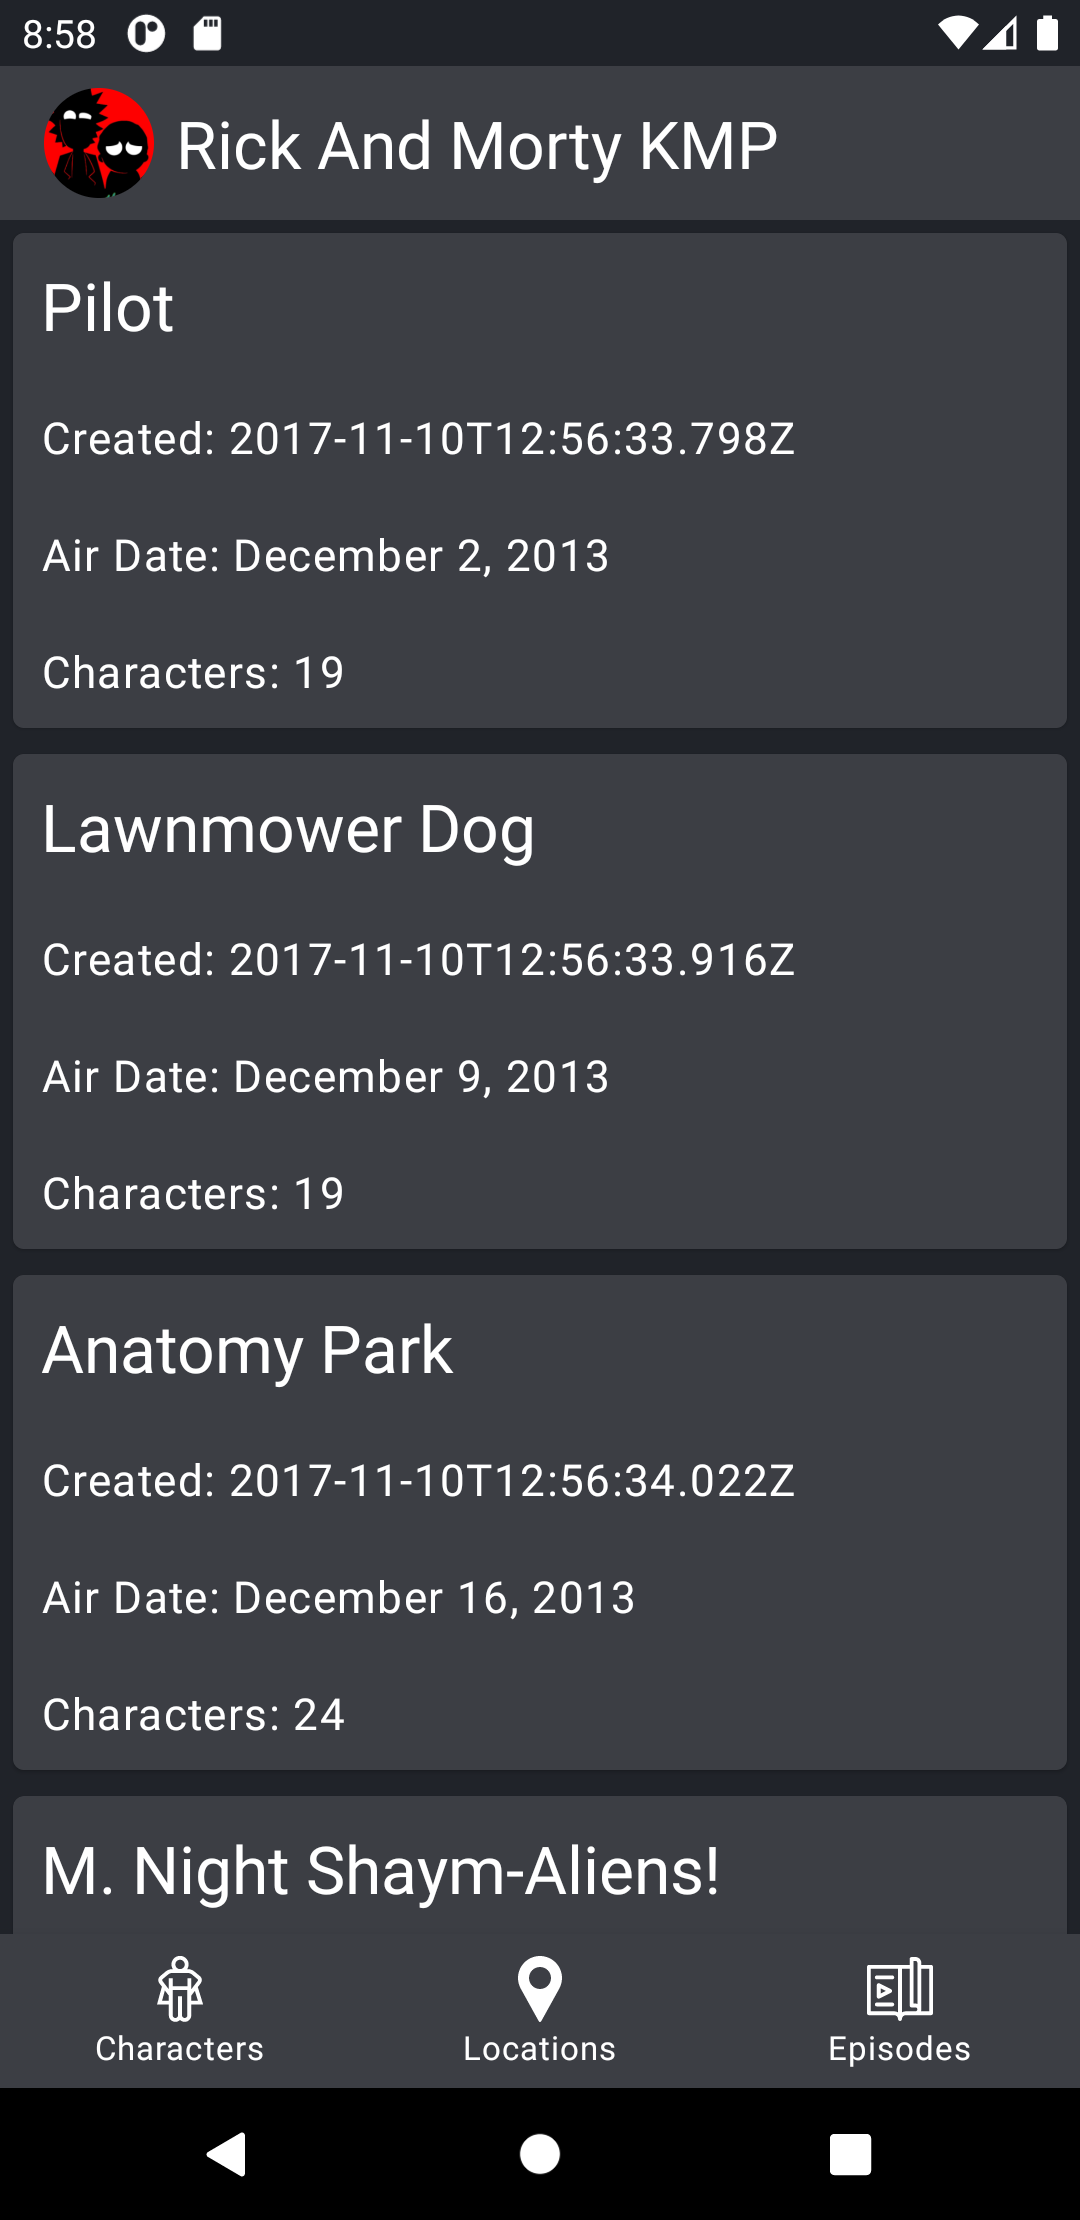 8:58
Rick And Morty KMP
Pilot
Created: 2017-11-10T12:56:33.798Z
Air Date: December 2, 2013
Characters: 19
Lawnmower Dog
Created: 2017-11-10T12:56:33.916Z
Air Date: December 9, 2013
Characters: 19
Anatomy Park
Created: 2017-11-10T12:56:34.022Z
Air Date: December 16, 2013
Characters: 24
M. Night Shaym-Aliens!
Characters
Locations
Episodes